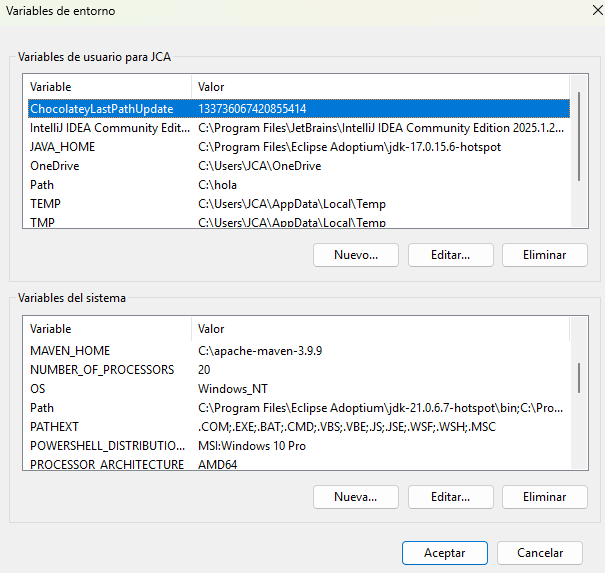 Variables de entorno
Variables de usuario para JCA
Variable Valor
ChocolateyLastPathUpdate 133736067420855414
IntelliJ IDEA Community Edit... C:\Program Files\JetBrains\IntelliJ IDEA Community Edition 2025.1.2...
JAVA_HOME C:\Program Files\Eclipse Adoptium\jdk-17.0.15.6-hotspot
OneDrive C:\Users\JCA\OneDrive
Path C:\hola
TEMP C:\Users\JCA\AppData\Local\Temp
TMP C:\Users\JCA\AppData\Local\Temp
Nuevo... Editar... Eliminar
Variables del sistema
Variable Valor
MAVEN_HOME C:\apache-maven-3.9.9
NUMBER_OF_PROCESSORS 20
OS Windows_NT
Path C:\Program Files\Eclipse Adoptium\jdk-21.0.6.7-hotspot\bin;C:\Pro...
PATHEXT .COM;.EXE;.BAT;.CMD;.VBS;.VBE;.JS;.JSE;.WSF;.WSH;.MSC
POWERSHELL_DISTRIBUTIO... MSI:Windows 10 Pro
PROCESSOR_ARCHITECTURE AMD64
Nueva... Editar... Eliminar
Aceptar Cancelar